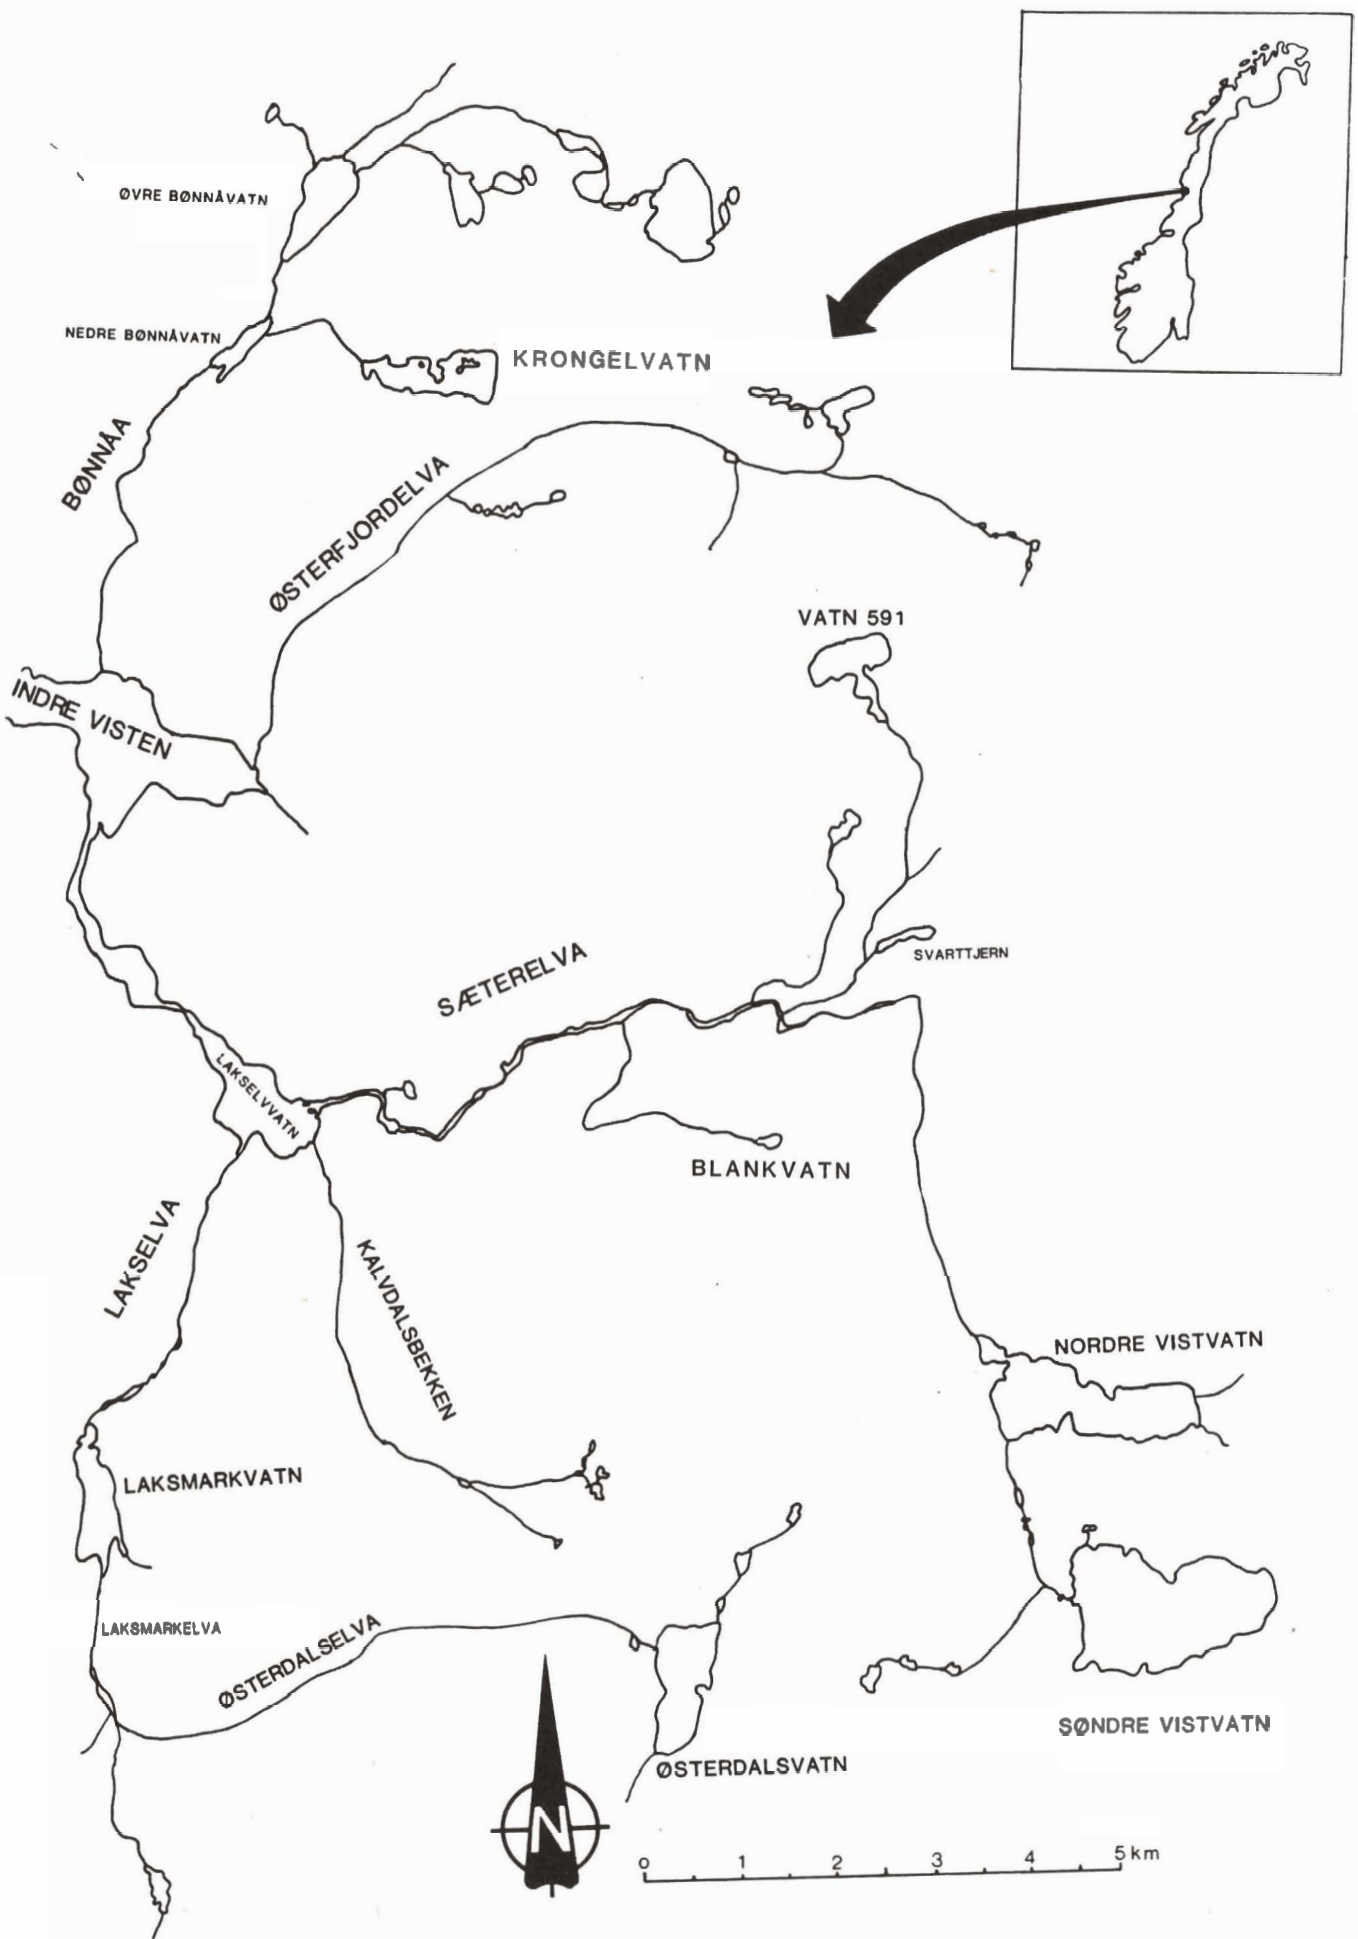 ØVRE BØNNÅVATN
NEDRE BØNNÅVATN
KRONGELVATN
BØNNÅA
ØSTERFJORDELVA
VATN 591
INDRE VISTEN
SÆTERELVA
SVARTTJERN
LAKSELVVATN
BLANKVATN
LAKSELVA
KALVDALSBEKKEN
NORDRE VISTVATN
LAKSMARKVATN
LAKSMARKELVA
ØSTERDALSELVA
SØNDRE VISTVATN
ØSTERDALSVATN
N
0 1 2 3 4 5 km